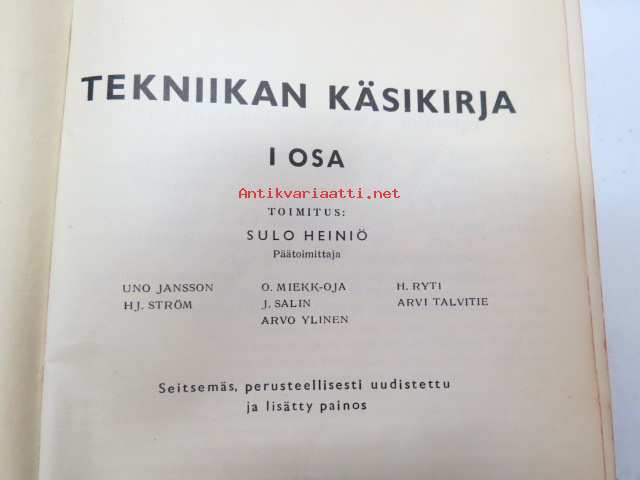 TEKNIIKAN KÄSIKIRJA
I OSA
Antikvariaatti.net
TOIMITUS:
SULO HEINIÖ
Päätoimittaja
UNO JANSSON O. MIEKK-OJA H. RYTI
HJ. STRÖM J. SALIN ARVI TALVITIE
ARVO YLINEN
Seitsemäs, perusteellisesti uudistettu
ja lisätty painos